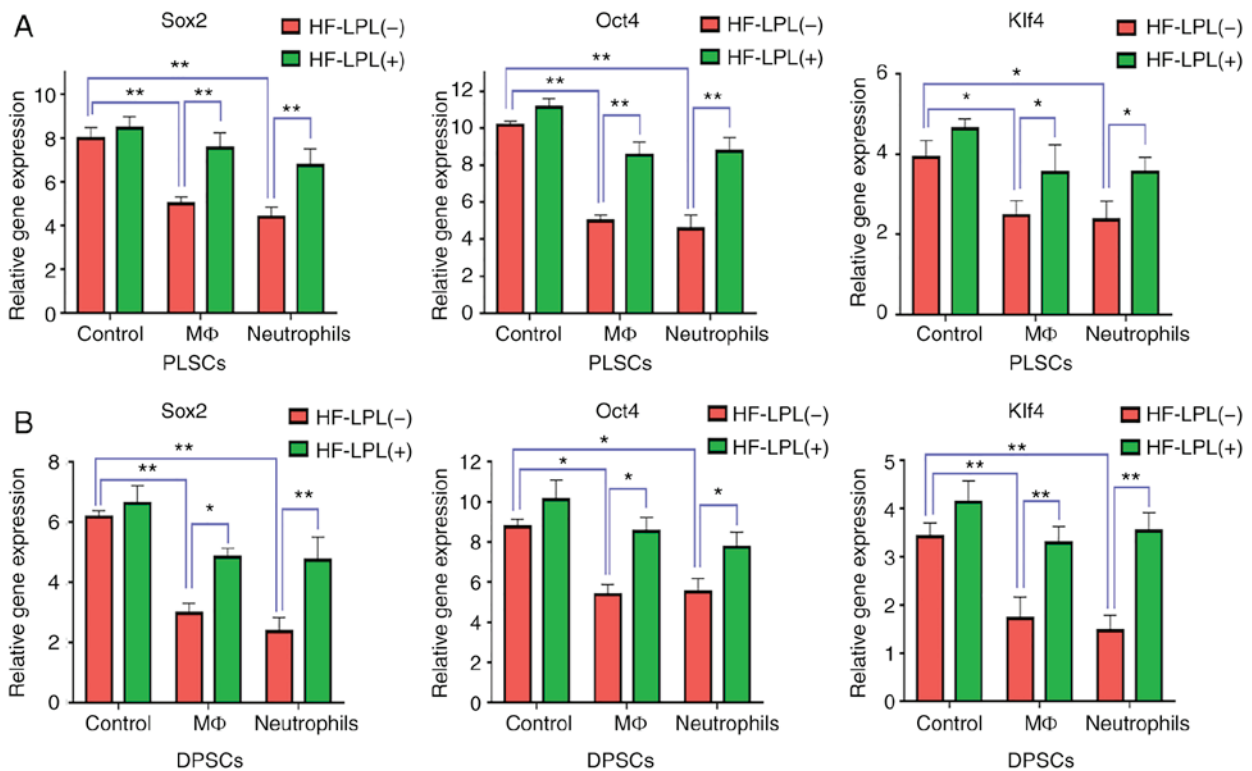 A
Sox2
HF-LPL(−)
HF-LPL(+)
Relative gene expression
10
8
6
4
2
0
**
**
**
**
Control
MΦ
Neutrophils
PLSCs
Oct4
HF-LPL(−)
HF-LPL(+)
Relative gene expression
12
10
8
6
4
2
0
**
**
**
**
Control
MΦ
Neutrophils
PLSCs
Klf4
HF-LPL(−)
HF-LPL(+)
Relative gene expression
6
4
2
0
*
*
*
*
Control
MΦ
Neutrophils
PLSCs
B
Sox2
HF-LPL(−)
HF-LPL(+)
Relative gene expression
8
6
4
2
0
**
**
*
**
Control
MΦ
Neutrophils
DPSCs
Oct4
HF-LPL(−)
HF-LPL(+)
Relative gene expression
12
10
8
6
4
2
0
*
*
*
*
Control
MΦ
Neutrophils
DPSCs
Klf4
HF-LPL(−)
HF-LPL(+)
Relative gene expression
5
4
3
2
1
0
**
**
**
**
Control
MΦ
Neutrophils
DPSCs